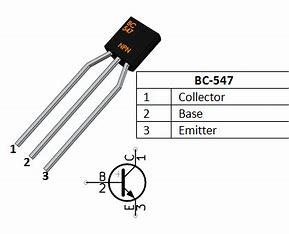 BC
547
NPN
BC-547
1 Collector
2 Base
3 Emitter
1
2
3
C
1
B
2
E
3